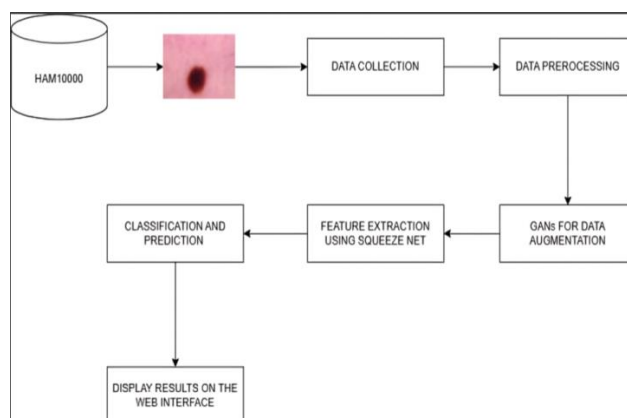 HAM10000
DATA COLLECTION
DATA PREROCESSING
GANs FOR DATA
AUGMENTATION
FEATURE EXTRACTION
USING SQUEEZE NET
CLASSIFICATION AND
PREDICTION
DISPLAY RESULTS ON THE
WEB INTERFACE